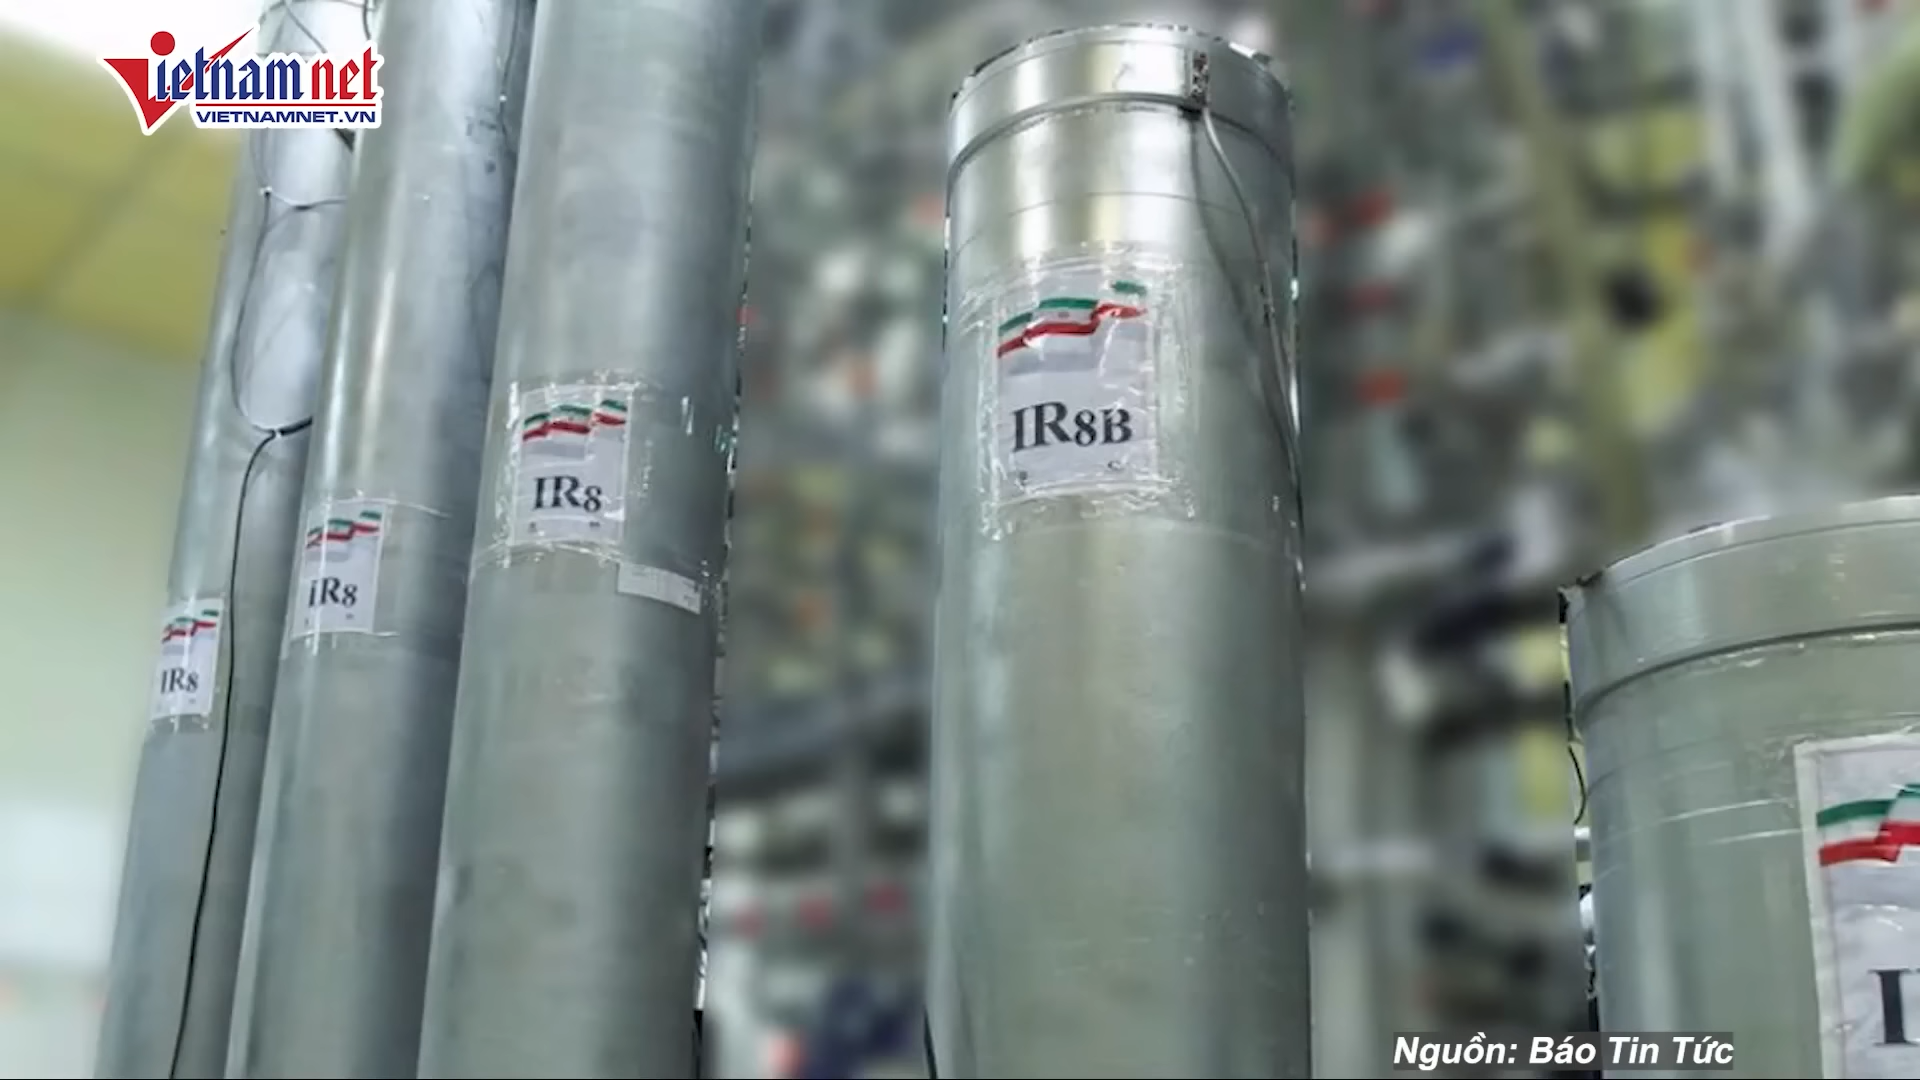 Vietnamnet
VIETNAMNET.VN
IR8B
IR8
IR8
IR8
Nguồn: Báo Tin Tức